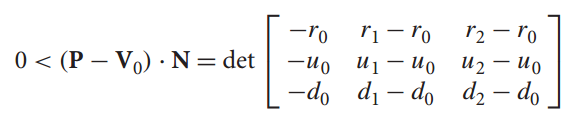 0 < (P − V₀) · N = det [ −r₀ r₁ − r₀ r₂ − r₀
−u₀ u₁ − u₀ u₂ − u₀
−d₀ d₁ − d₀ d₂ − d₀ ]